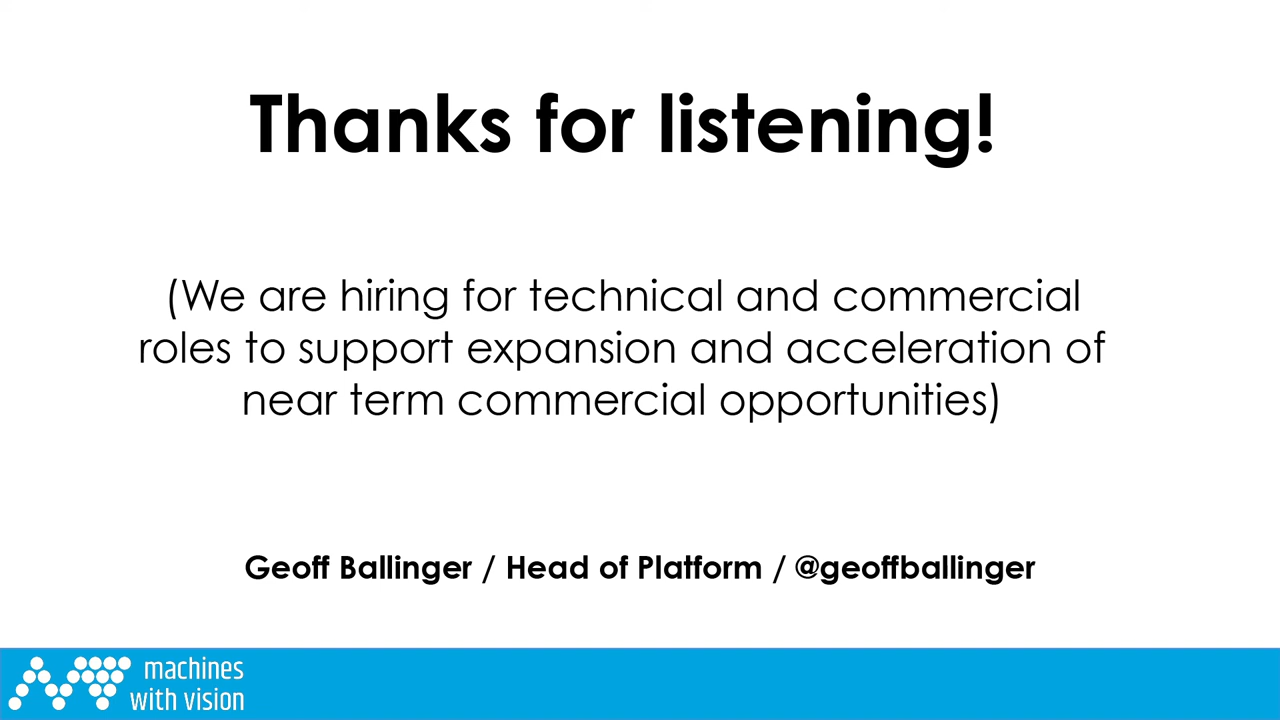 Thanks for listening!
(We are hiring for technical and commercial
roles to support expansion and acceleration of
near term commercial opportunities)
Geoff Ballinger / Head of Platform / @geoffballinger
machines
with vision